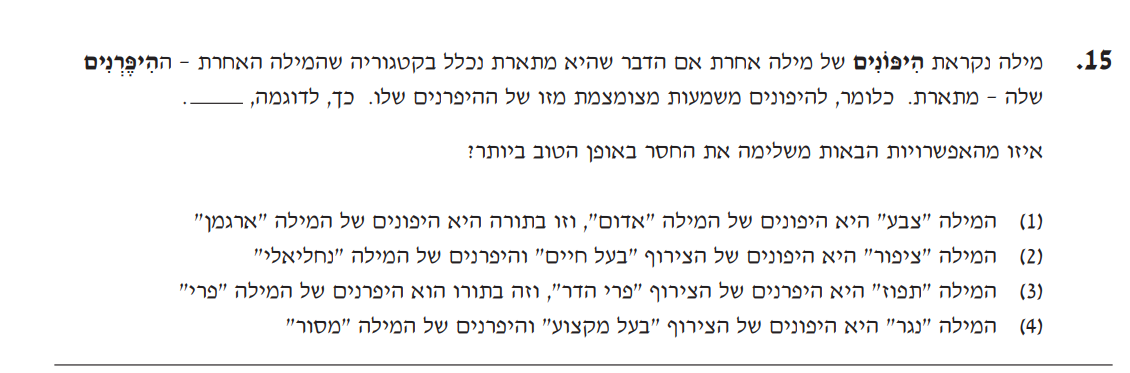 15. מילה נקראת הִיפּוֹנִים של מילה אחרת אם הדבר שהיא מתארת נכלל בקטגוריה שהמילה האחרת – ההִיפֶּרְנִים
שלה – מתארת. כלומר, להיפונים משמעות מצומצמת מזו של ההיפרנים שלו. כך, לדוגמה, _____.
איזו מהאפשרויות הבאות משלימה את החסר באופן הטוב ביותר?
(1) המילה "צבע" היא היפונים של המילה "אדום", וזו בתורה היא היפונים של המילה "ארגמן"
(2) המילה "ציפור" היא היפונים של הצירוף "בעל חיים" והיפרנים של המילה "נחליאלי"
(3) המילה "תפוז" היא היפרנים של הצירוף "פרי הדר", וזה בתורו הוא היפרנים של המילה "פרי"
(4) המילה "נגר" היא היפונים של הצירוף "בעל מקצוע" והיפרנים של המילה "מסור"